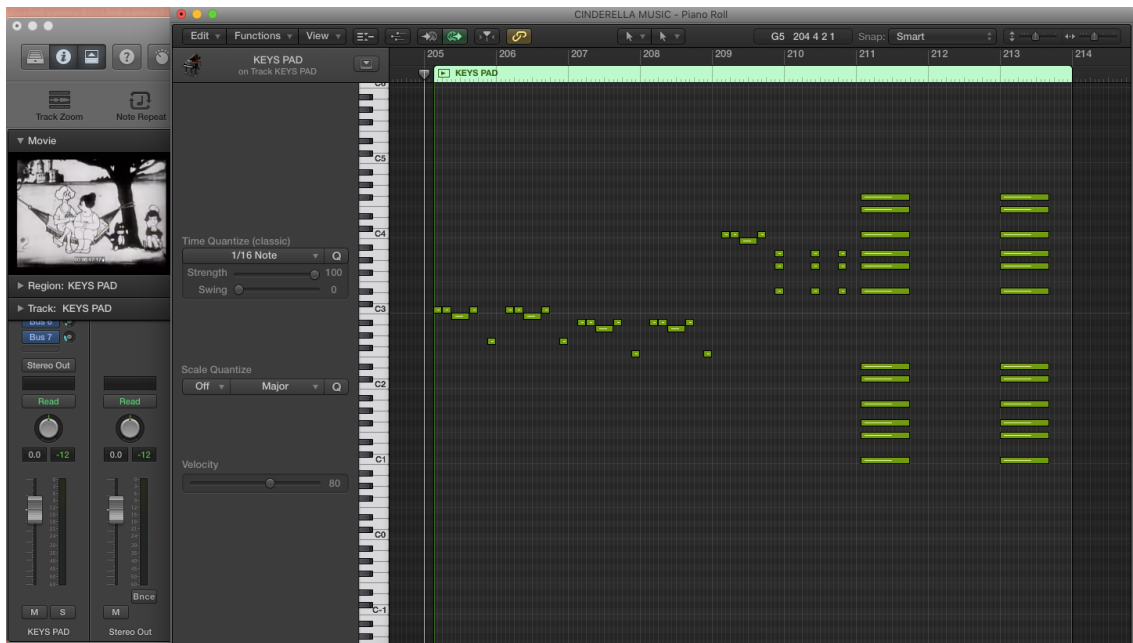 CINDERELLA MUSIC - Piano Roll
Edit Functions View
G5 204 4 2 1 Snap: Smart
KEYS PAD
on Track KEYS PAD
205 206 207 208 209 210 211 212 213 214
KEYS PAD
Track Zoom Note Repeat
Movie
Region: KEYS PAD
Track: KEYS PAD
Bus 6
Bus 7
Stereo Out
Read Read
0.0 -12 0.0 -12
Bnce
M S M
KEYS PAD Stereo Out
Time Quantize (classic)
1/16 Note Q
Strength 100
Swing 0
Scale Quantize
Off Major Q
Velocity
80
C6
C5
C4
C3
C2
C1
C0
C-1